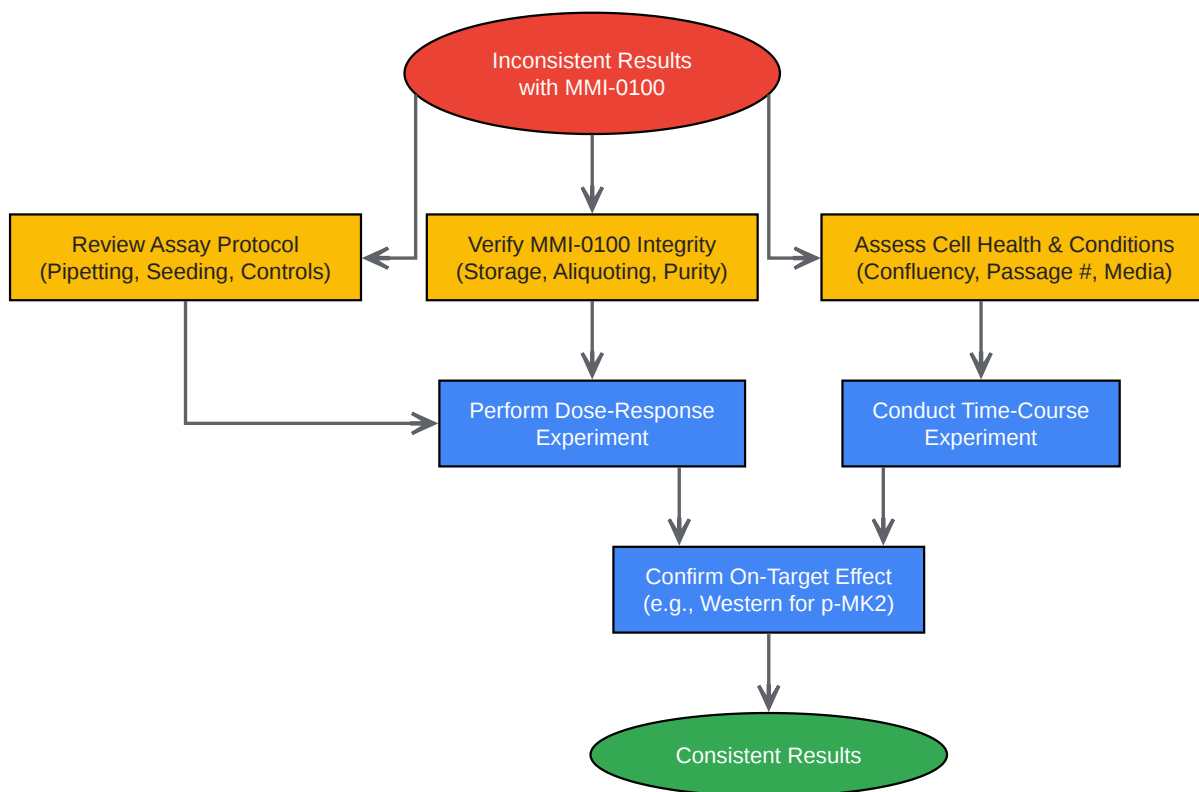 Inconsistent Results
with MMI-0100
Review Assay Protocol
(Pipetting, Seeding, Controls)
Verify MMI-0100 Integrity
(Storage, Aliquoting, Purity)
Assess Cell Health & Conditions
(Confluency, Passage #, Media)
Perform Dose-Response
Experiment
Conduct Time-Course
Experiment
Confirm On-Target Effect
(e.g., Western for p-MK2)
Consistent Results